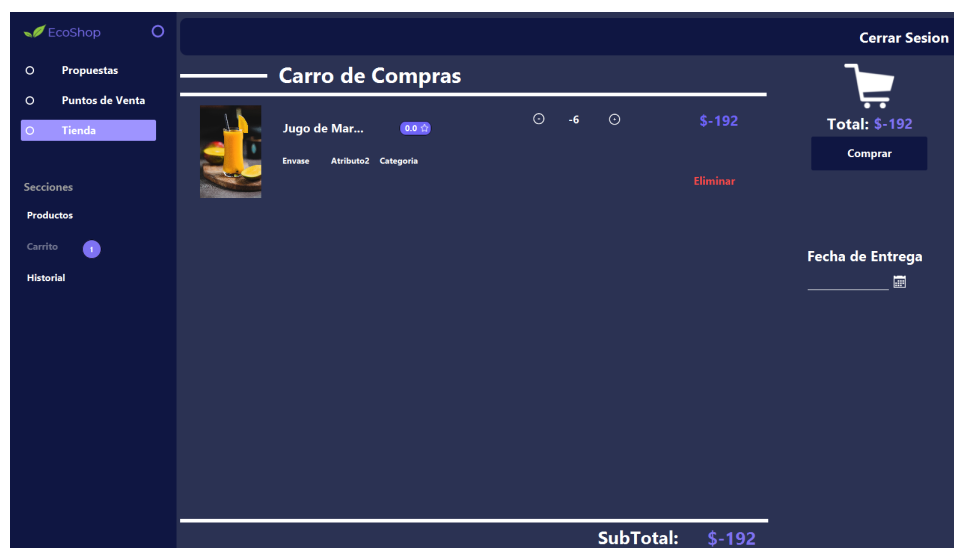 EcoShop
Cerrar Sesion
Propuestas
Puntos de Venta
Tienda
Secciones
Productos
Carrito 1
Historial
Carro de Compras
Jugo de Mar... 0.0
-6
$-192
Envase Atributo2 Categoria
Eliminar
Total: $-192
Comprar
Fecha de Entrega
SubTotal: $-192